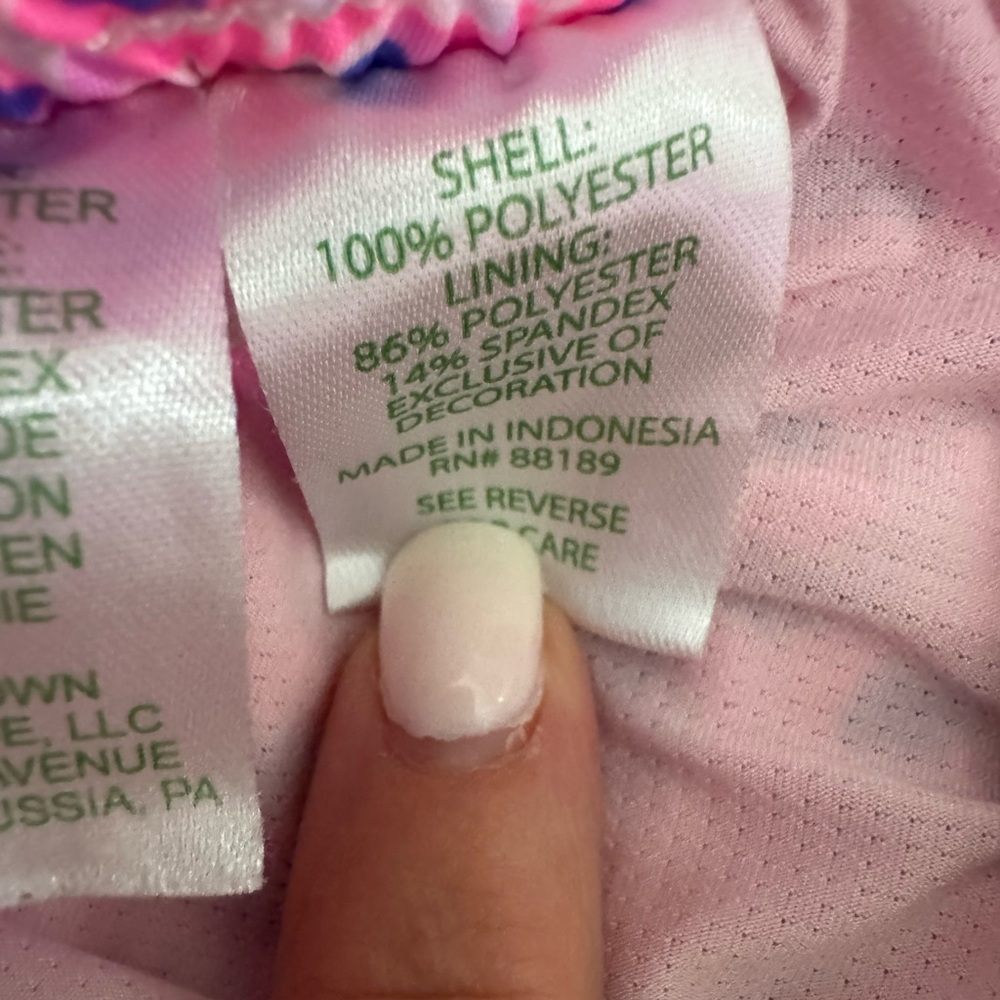 TER
TER
EX
DE
ON
EN
IE
OWN
E, LLC
AVENUE
USSIA, PA
SHELL:
100% POLYESTER
LINING:
86% POLYESTER
14% SPANDEX
EXCLUSIVE OF
DECORATION
MADE IN INDONESIA
RN# 88189
SEE REVERSE
CARE